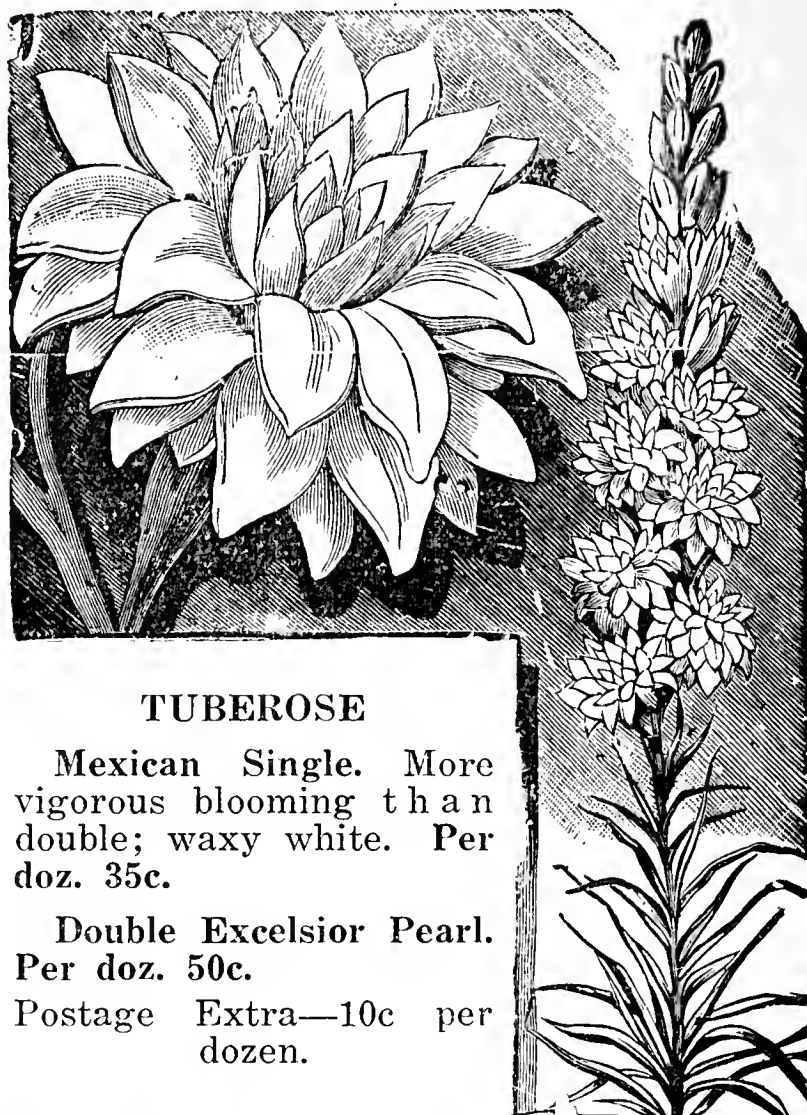 TUBEROSE
Mexican Single. More
vigorous blooming than
double; waxy white. Per
doz. 35c.
Double Excelsior Pearl.
Per doz. 50c.
Postage Extra—10c per
dozen.